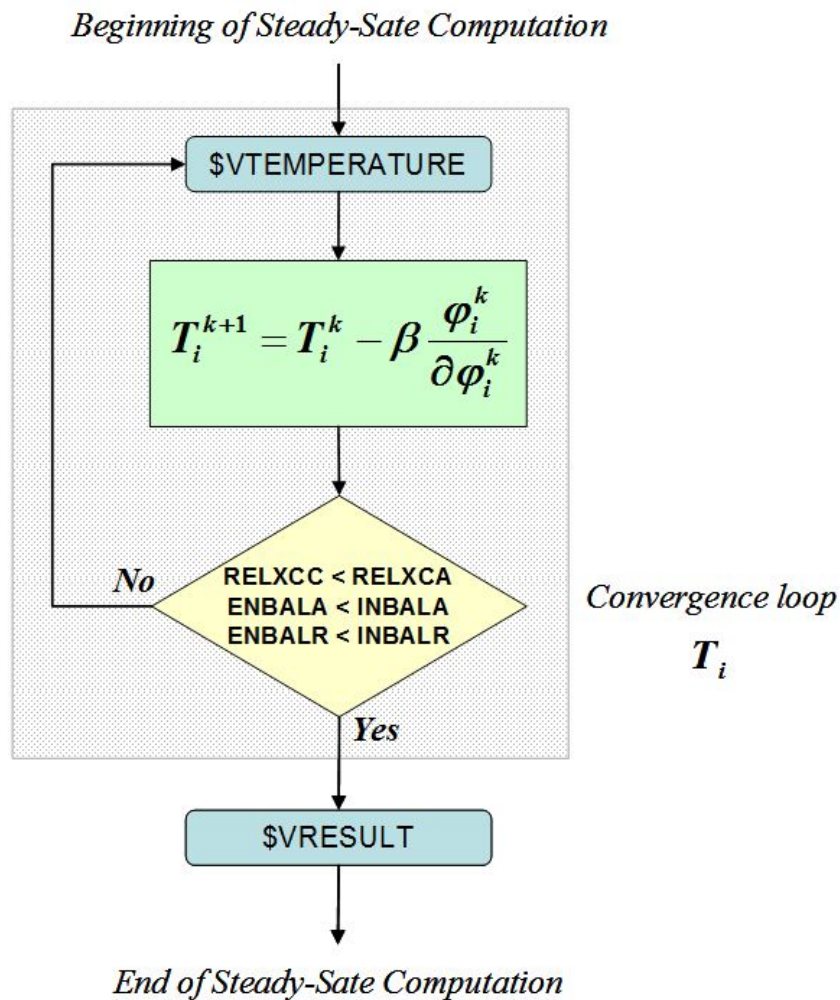 Beginning of Steady-Sate Computation
$VTEMPERATURE
T_i^{k+1} = T_i^k − β φ_i^k / ∂φ_i^k
RELXCC < RELXCA
ENBALA < INBALA
ENBALR < INBALR
No
Convergence loop
T_i
Yes
$VRESULT
End of Steady-Sate Computation